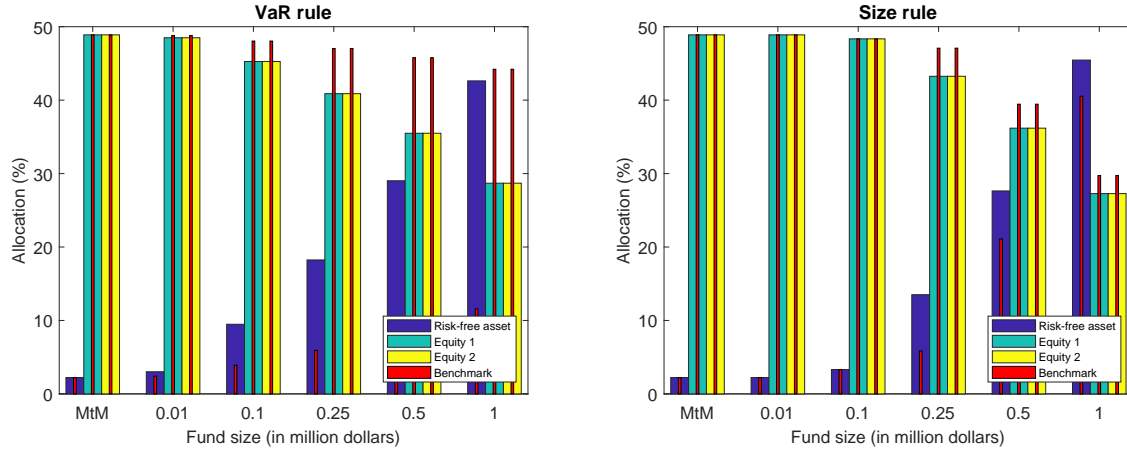 VaR rule
50
40
30
20
10
0
Allocation (%)
MtM 0.01 0.1 0.25 0.5 1
Fund size (in million dollars)
Risk-free asset
Equity 1
Equity 2
Benchmark
Size rule
50
40
30
20
10
0
Allocation (%)
MtM 0.01 0.1 0.25 0.5 1
Fund size (in million dollars)
Risk-free asset
Equity 1
Equity 2
Benchmark